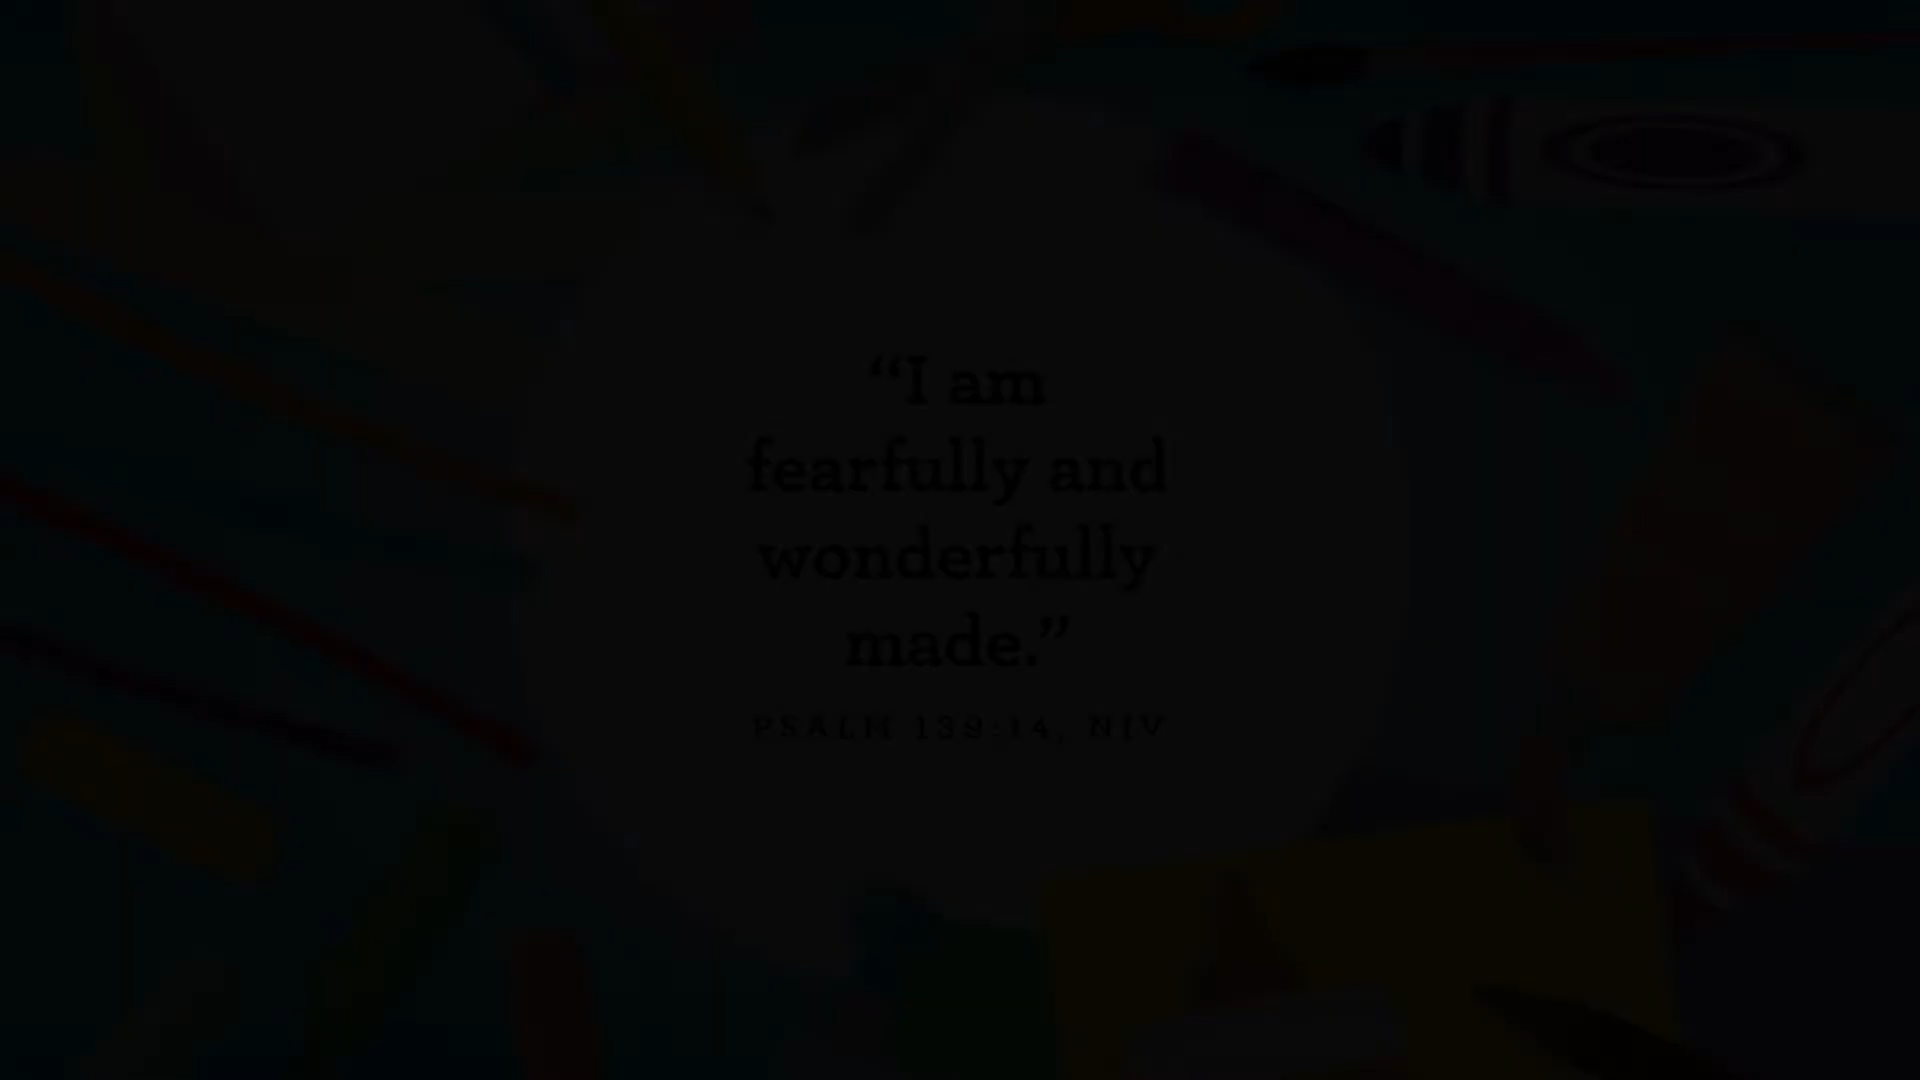 “I am
fearfully and
wonderfully
made.”
PSALM 139:14, NIV